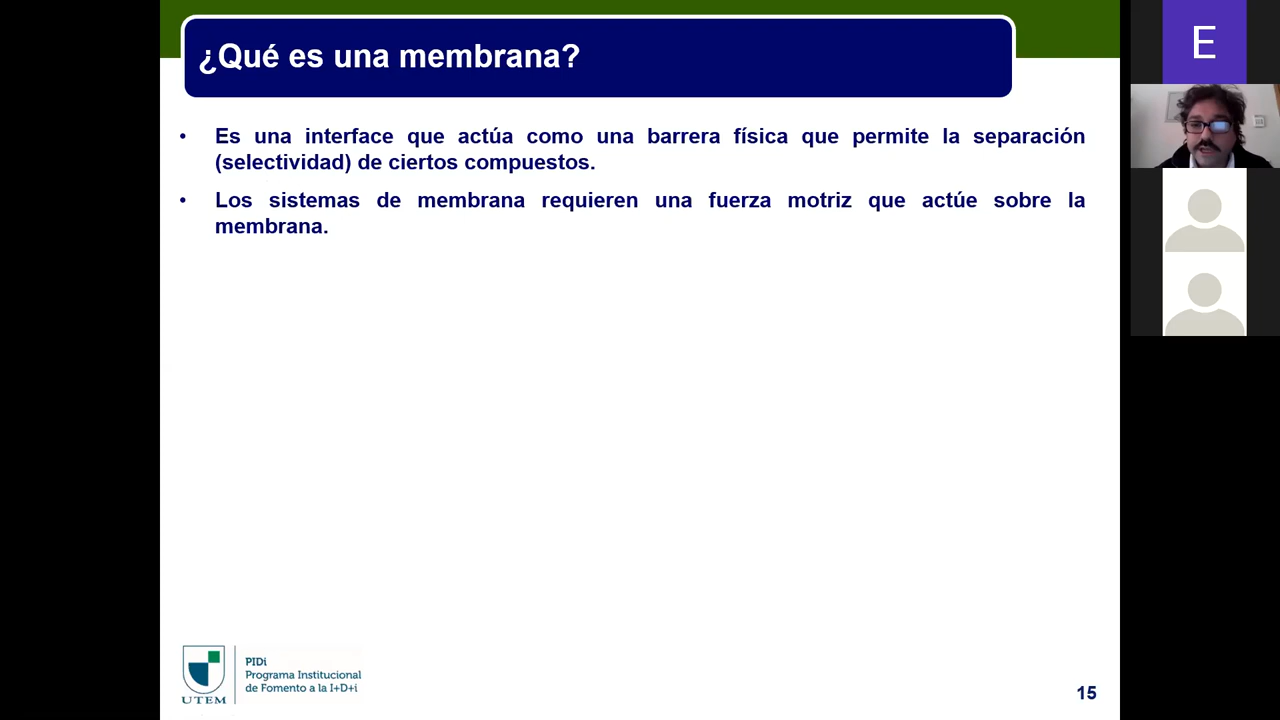 ¿Qué es una membrana?
E
• Es una interface que actúa como una barrera física que permite la separación
(selectividad) de ciertos compuestos.
• Los sistemas de membrana requieren una fuerza motriz que actúe sobre la
membrana.
PIDi
Programa Institucional
de Fomento a la I+D+i
UTEM
15